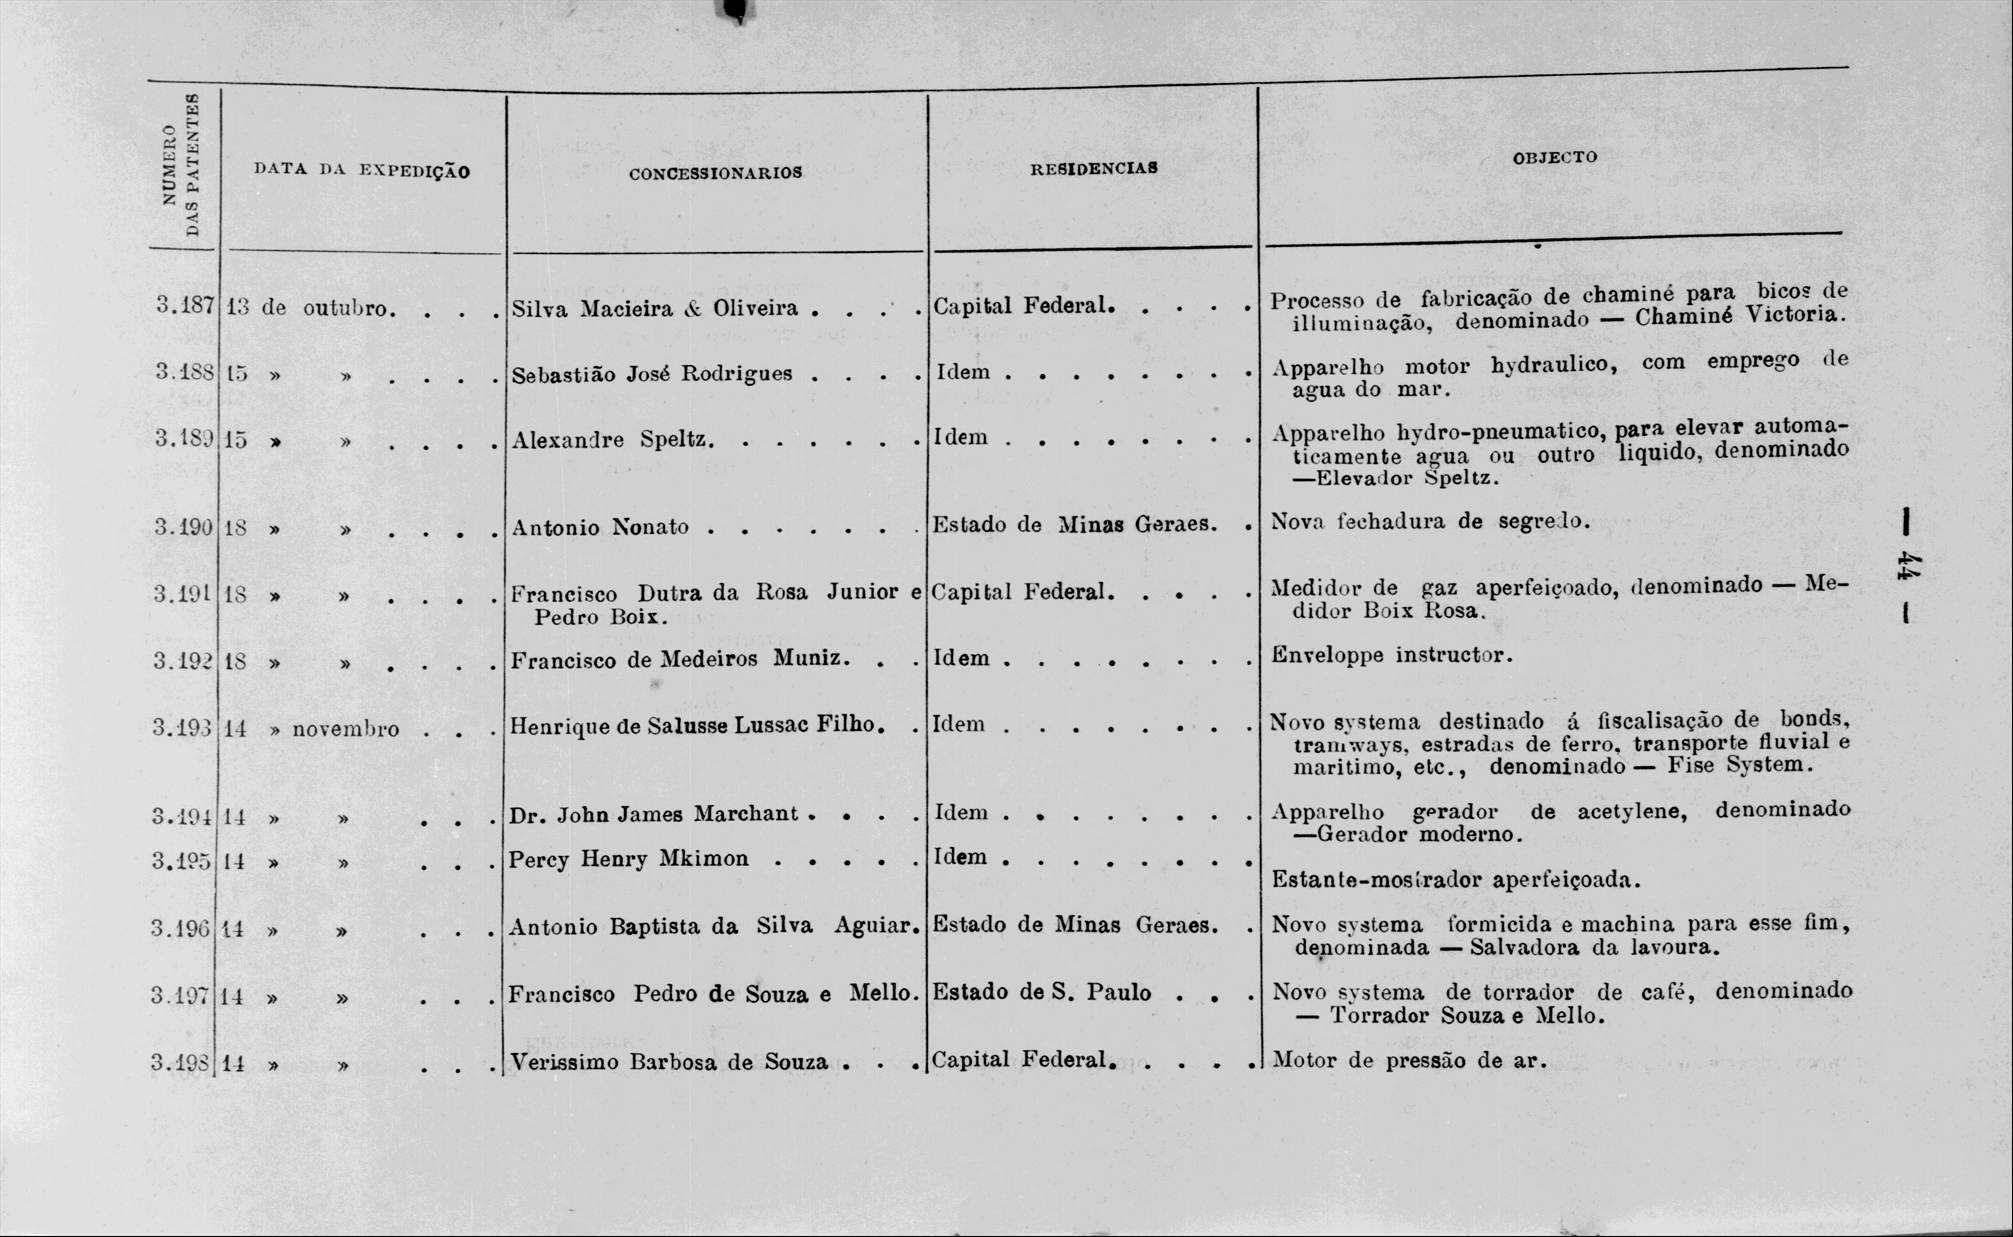 NUMERO
DAS PATENTES
DATA DA EXPEDIÇÃO
CONCESSIONARIOS
RESIDENCIAS
OBJECTO
3.187 13 de outubro. . . . Silva Macieira & Oliveira . . . . Capital Federal. . . . . Processo de fabricação de chaminé para bicos de
illuminação, denominado — Chaminé Victoria.
3.188 15 » » . . . . Sebastião José Rodrigues . . . . Idem . . . . . . . . Apparelho motor hydraulico, com emprego de
agua do mar.
3.189 15 » » . . . . Alexandre Speltz. . . . . . . Idem . . . . . . . . Apparelho hydro-pneumatico, para elevar automa-
ticamente agua ou outro liquido, denominado
—Elevador Speltz.
3.190 18 » » . . . . Antonio Nonato . . . . . . . Estado de Minas Geraes. . Nova fechadura de segredo.
3.191 18 » » . . . . Francisco Dutra da Rosa Junior e Capital Federal. . . . . Medidor de gaz aperfeiçoado, denominado — Me-
Pedro Boix. didor Boix Rosa.
3.192 18 » » . . . . Francisco de Medeiros Muniz. . . Idem . . . . . . . . Enveloppe instructor.
3.193 14 » novembro . . . Henrique de Salusse Lussac Filho. . Idem . . . . . . . . Novo systema destinado á fiscalisação de bonds,
tramways, estradas de ferro, transporte fluvial e
maritimo, etc., denominado — Fise System.
3.194 14 » » . . . Dr. John James Marchant . . . . Idem . . . . . . . . Apparelho gerador de acetylene, denominado
—Gerador moderno.
3.195 14 » » . . . Percy Henry Mkimon . . . . . Idem . . . . . . . .
Estante-mostrador aperfeiçoada.
3.196 14 » » . . . Antonio Baptista da Silva Aguiar. Estado de Minas Geraes. . Novo systema formicida e machina para esse fim,
denominada — Salvadora da lavoura.
3.197 14 » » . . . Francisco Pedro de Souza e Mello. Estado de S. Paulo . . . Novo systema de torrador de café, denominado
— Torrador Souza e Mello.
3.198 14 » » . . . Verissimo Barbosa de Souza . . . Capital Federal. . . . . Motor de pressão de ar.
— 44 —